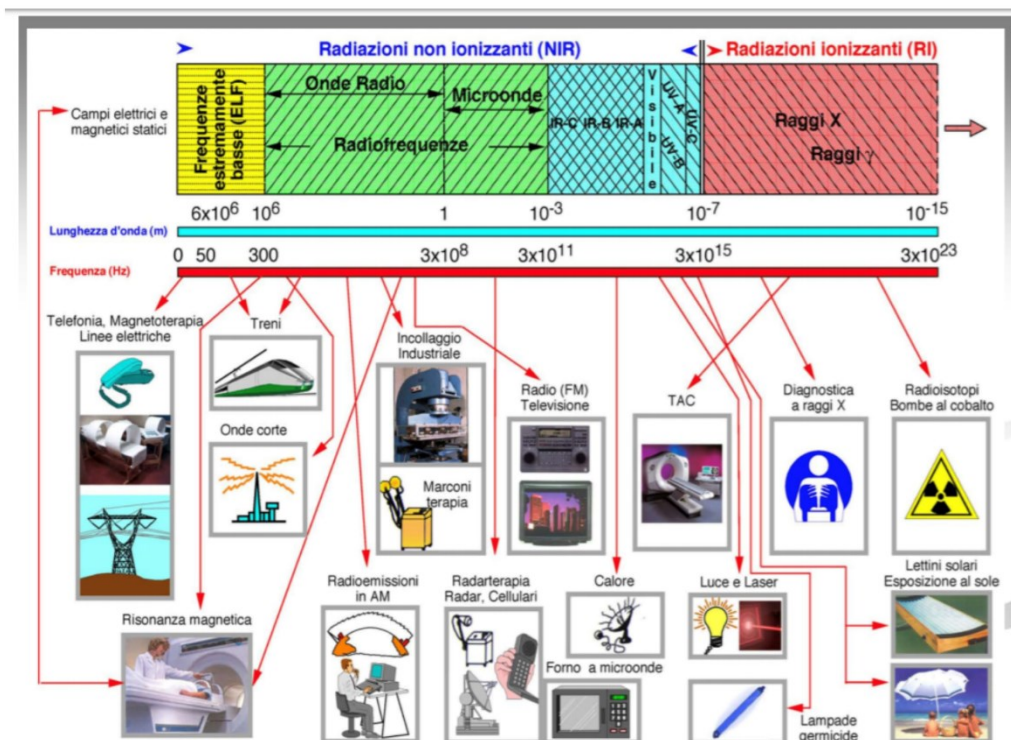 Radiazioni non ionizzanti (NIR)
Radiazioni ionizzanti (RI)
Campi elettrici e
magnetici statici
Frequenze
estremamente
basse (ELF)
Onde Radio
Microonde
Radiofrequenze
IR-C IR-B IR-A
Visibile
UV-A
UV-B
UV-C
Raggi X
Raggi γ
6x10⁶ 10⁶ 1 10⁻³ 10⁻⁷ 10⁻¹⁵
Lunghezza d'onda (m)
0 50 300 3x10⁸ 3x10¹¹ 3x10¹⁵ 3x10²³
Frequenza (Hz)
Telefonia, Magnetoterapia
Linee elettriche
Treni
Onde corte
Incollaggio
Industriale
Marconi
terapia
Radio (FM)
Televisione
TAC
Diagnostica
a raggi X
Radioisotopi
Bombe al cobalto
Risonanza magnetica
Radioemissioni
in AM
Radarterapia
Radar, Cellulari
Calore
Forno a microonde
Luce e Laser
Lampade
germicide
Lettini solari
Esposizione al sole